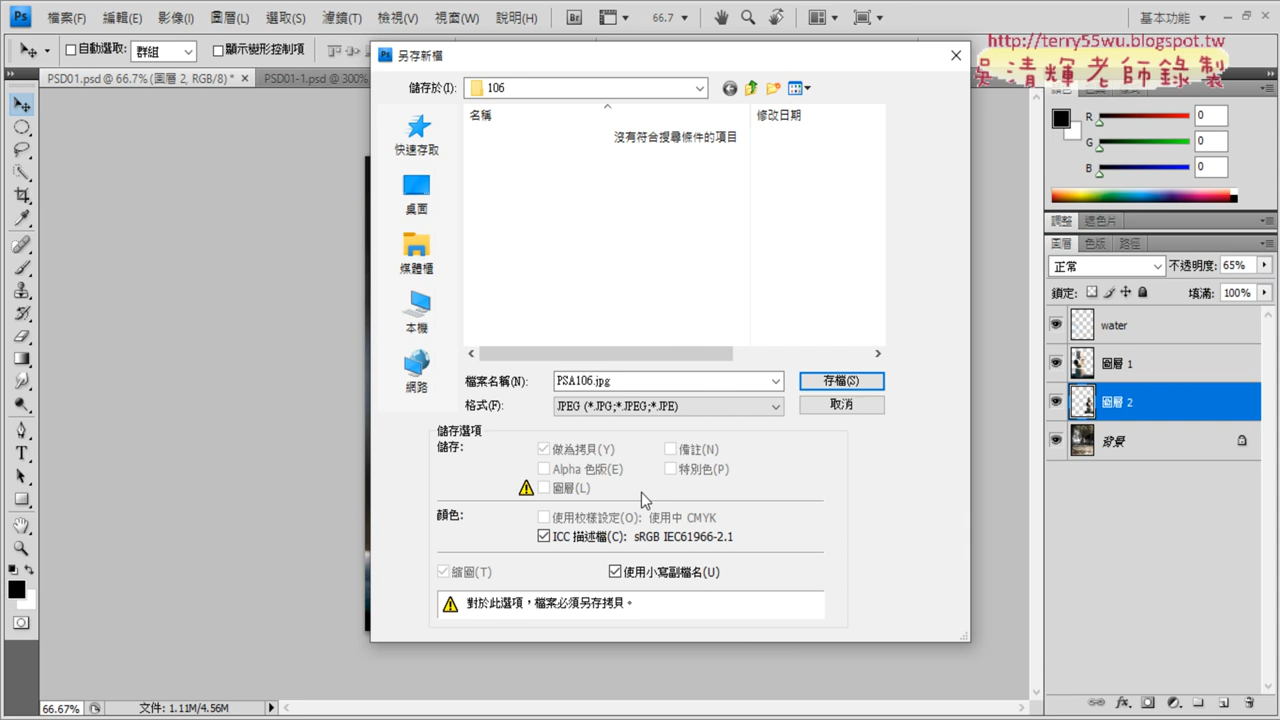 Ps 檔案(F) 編輯(E) 影像(I) 圖層(L) 選取(S) 濾鏡(T) 檢視(V) 視窗(W) 說明(H) Br 66.7 基本功能
自動選取: 群組 顯示變形控制項
http://terry55wu.blogspot.tw
吳清輝老師錄製
PSD01.psd @ 66.7% (圖層 2, RGB/8) * × PSD01-1.psd @ 300%
Ps 另存新檔
儲存於(I): 106
名稱 修改日期
沒有符合搜尋條件的項目
快速存取
桌面
媒體櫃
本機
網路
檔案名稱(N): PSA106.jpg 存檔(S)
格式(F): JPEG (*.JPG;*.JPEG;*.JPE) 取消
儲存選項
儲存: 做為拷貝(Y) 備註(N)
Alpha 色版(E) 特別色(P)
圖層(L)
顏色: 使用校樣設定(O): 使用中 CMYK
ICC 描述檔(C): sRGB IEC61966-2.1
縮圖(T) 使用小寫副檔名(U)
對於此選項，檔案必須另存拷貝。
R 0
G 0
B 0
調整 遮色片
圖層 色版 路徑
正常 不透明度: 65%
鎖定: 填滿: 100%
water
圖層 1
圖層 2
背景
66.67% 文件: 1.11M/4.56M